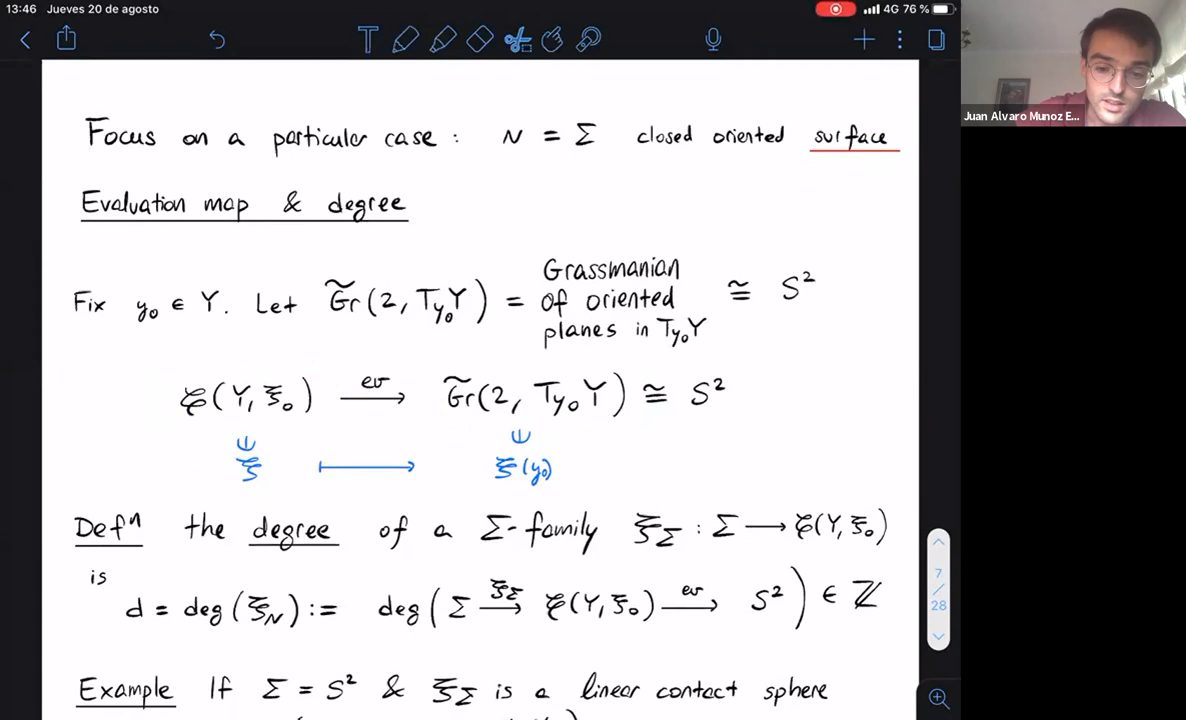 13:46 Jueves 20 de agosto
4G 76 %
Juan Alvaro Munoz E...
Focus on a particular case : N = Σ closed oriented surface
Evaluation map & degree
Fix y₀ ∈ Y. Let G̃r(2, T_{y₀}Y) = Grassmanian of oriented planes in T_{y₀}Y ≅ S²
𝒞(Y, ξ₀) —ev→ G̃r(2, T_{y₀}Y) ≅ S²
ξ ⟼ ξ(y₀)
Defⁿ the degree of a Σ-family ξ_Σ : Σ ⟶ 𝒞(Y, ξ₀)
is
d = deg(ξ_N) := deg(Σ —ξ_Σ→ 𝒞(Y, ξ₀) —ev→ S²) ∈ ℤ
Example If Σ = S² & ξ_Σ is a linear contact sphere
7
/
28